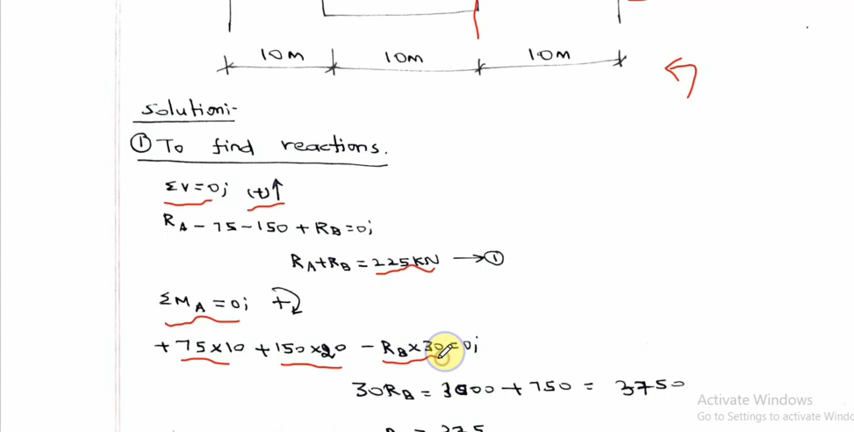 10m 10m 10m
solution:-
① To find reactions.
ΣV=0; (+)↑
RA - 75 - 150 + RB = 0;
RA+RB = 225KN →①
ΣMA = 0; +↻
+ 75×10 + 150×20 - RB×30=0;
30RB = 3000 + 750 = 3750
Activate Windows
Go to Settings to activate Windo